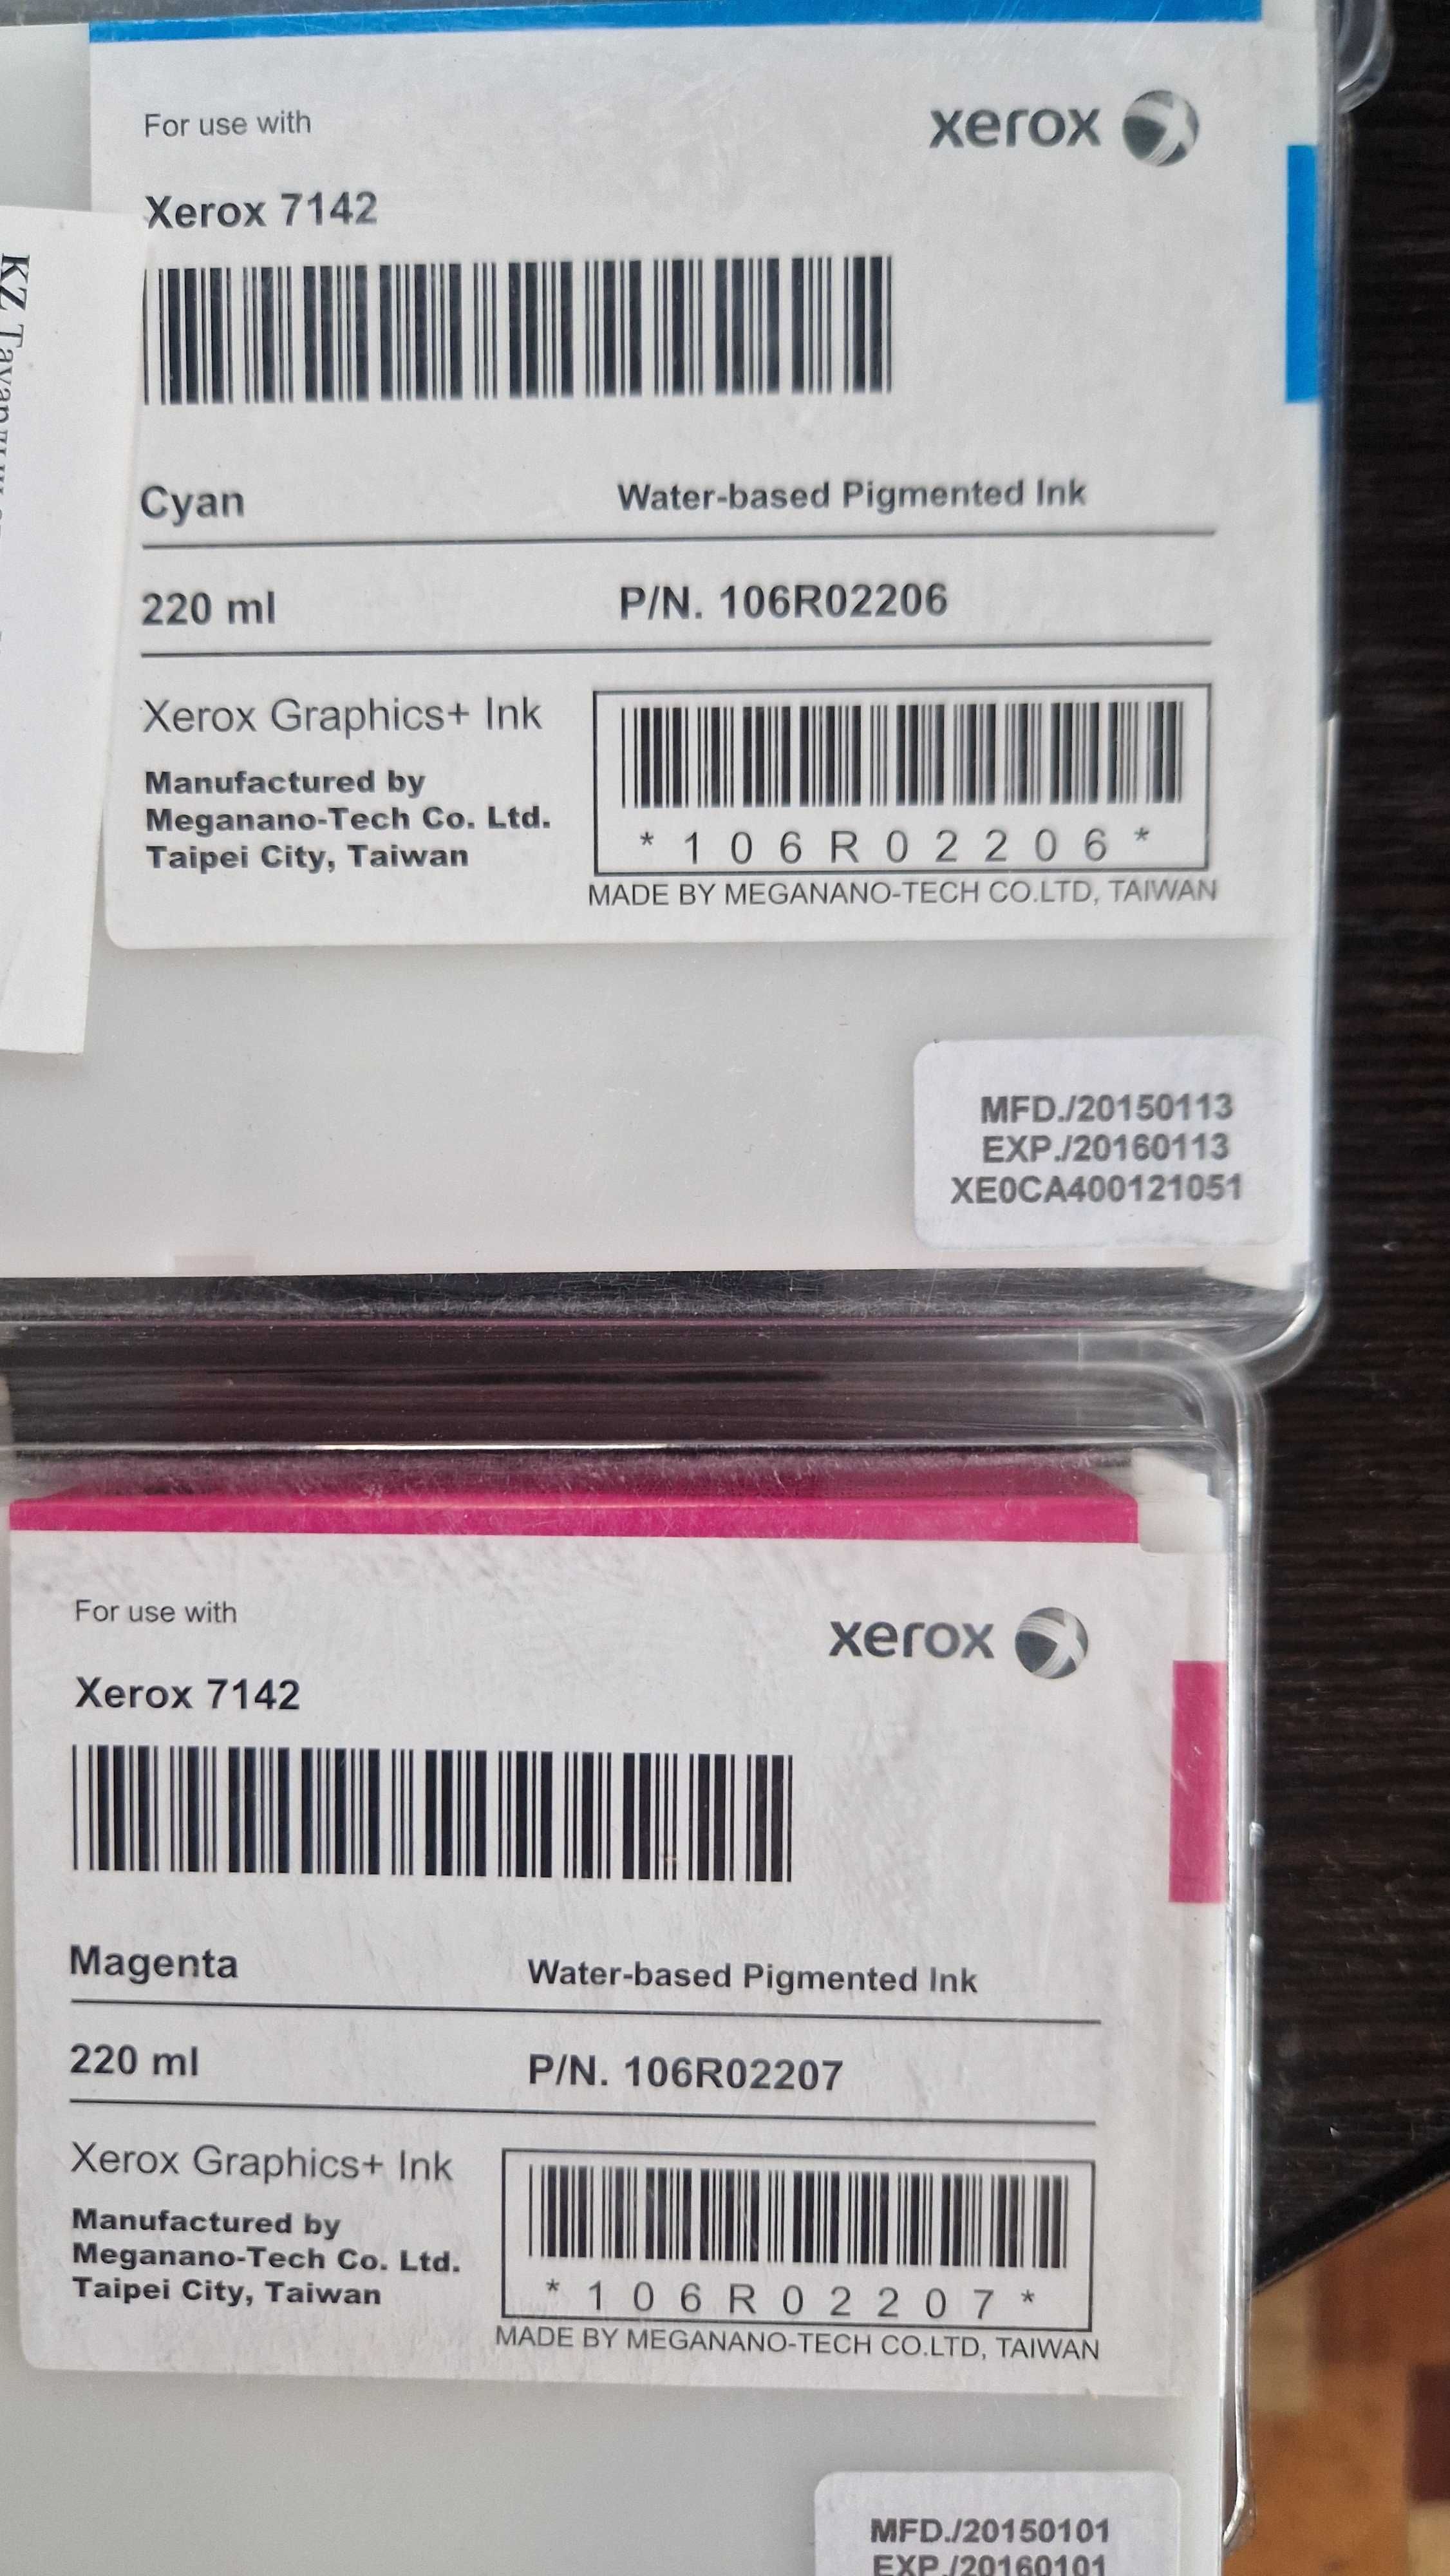 For use with
xerox
Xerox 7142
KZ
Cyan
Water-based Pigmented Ink
220 ml
P/N. 106R02206
Xerox Graphics+ Ink
Manufactured by
Meganano-Tech Co. Ltd.
Taipei City, Taiwan
*106R02206*
MADE BY MEGANANO-TECH CO.LTD, TAIWAN
MFD./20150113
EXP./20160113
XE0CA400121051
For use with
xerox
Xerox 7142
Magenta
Water-based Pigmented Ink
220 ml
P/N. 106R02207
Xerox Graphics+ Ink
Manufactured by
Meganano-Tech Co. Ltd.
Taipei City, Taiwan
*106R02207*
MADE BY MEGANANO-TECH CO.LTD, TAIWAN
MFD./20150101
EXP./20160101